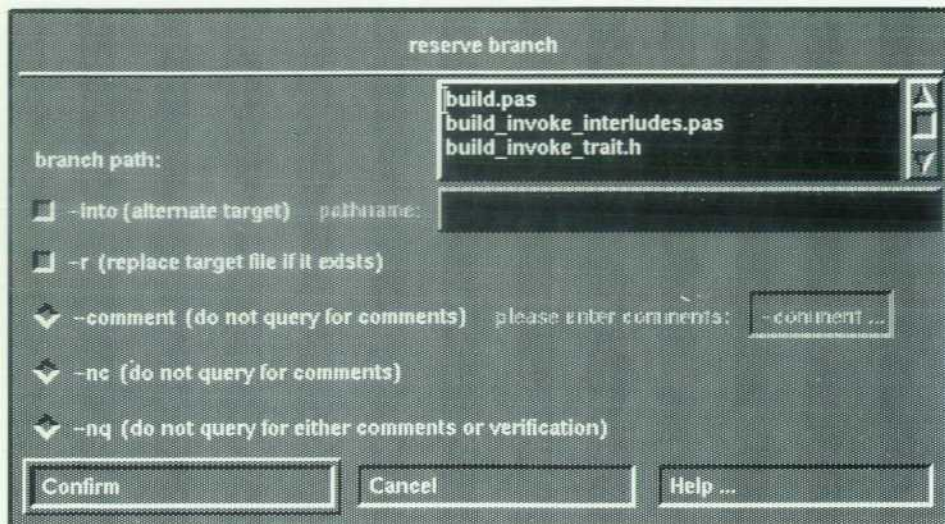 reserve branch
build.pas
build_invoke_interludes.pas
build_invoke_trait.h
branch path:
-into (alternate target) pathname:
-r (replace target file if it exists)
-comment (do not query for comments) please enter comments: -comment ...
-nc (do not query for comments)
-nq (do not query for either comments or verification)
Confirm Cancel Help ...